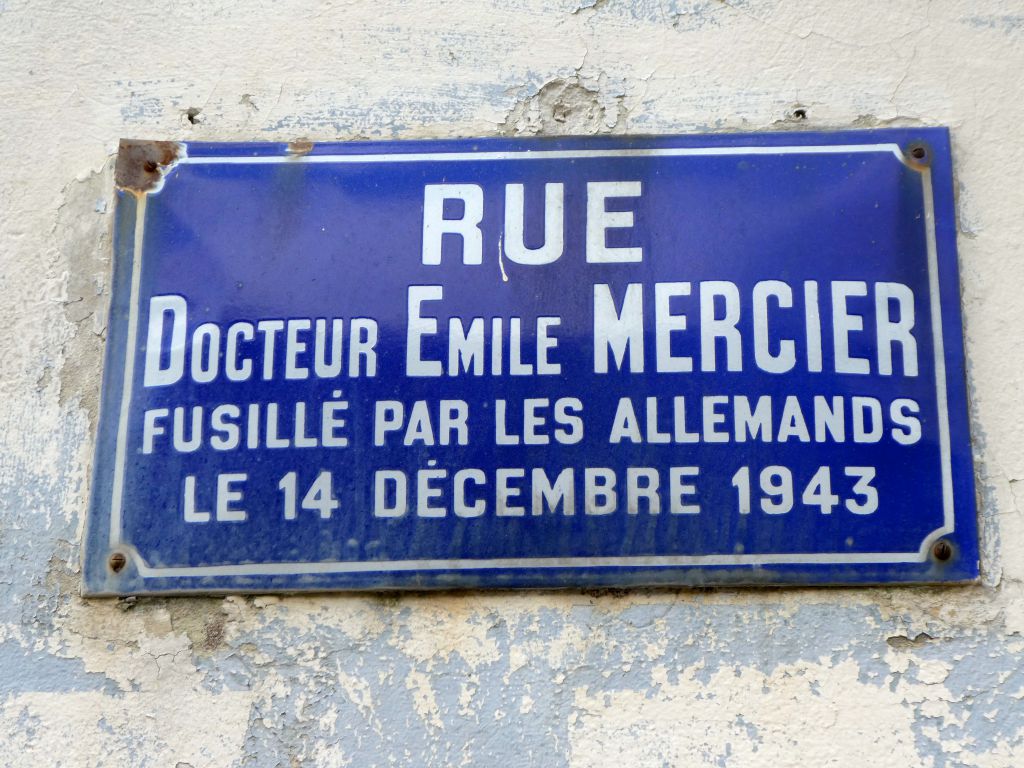 RUE
DOCTEUR EMILE MERCIER
FUSILLÉ PAR LES ALLEMANDS
LE 14 DÉCEMBRE 1943